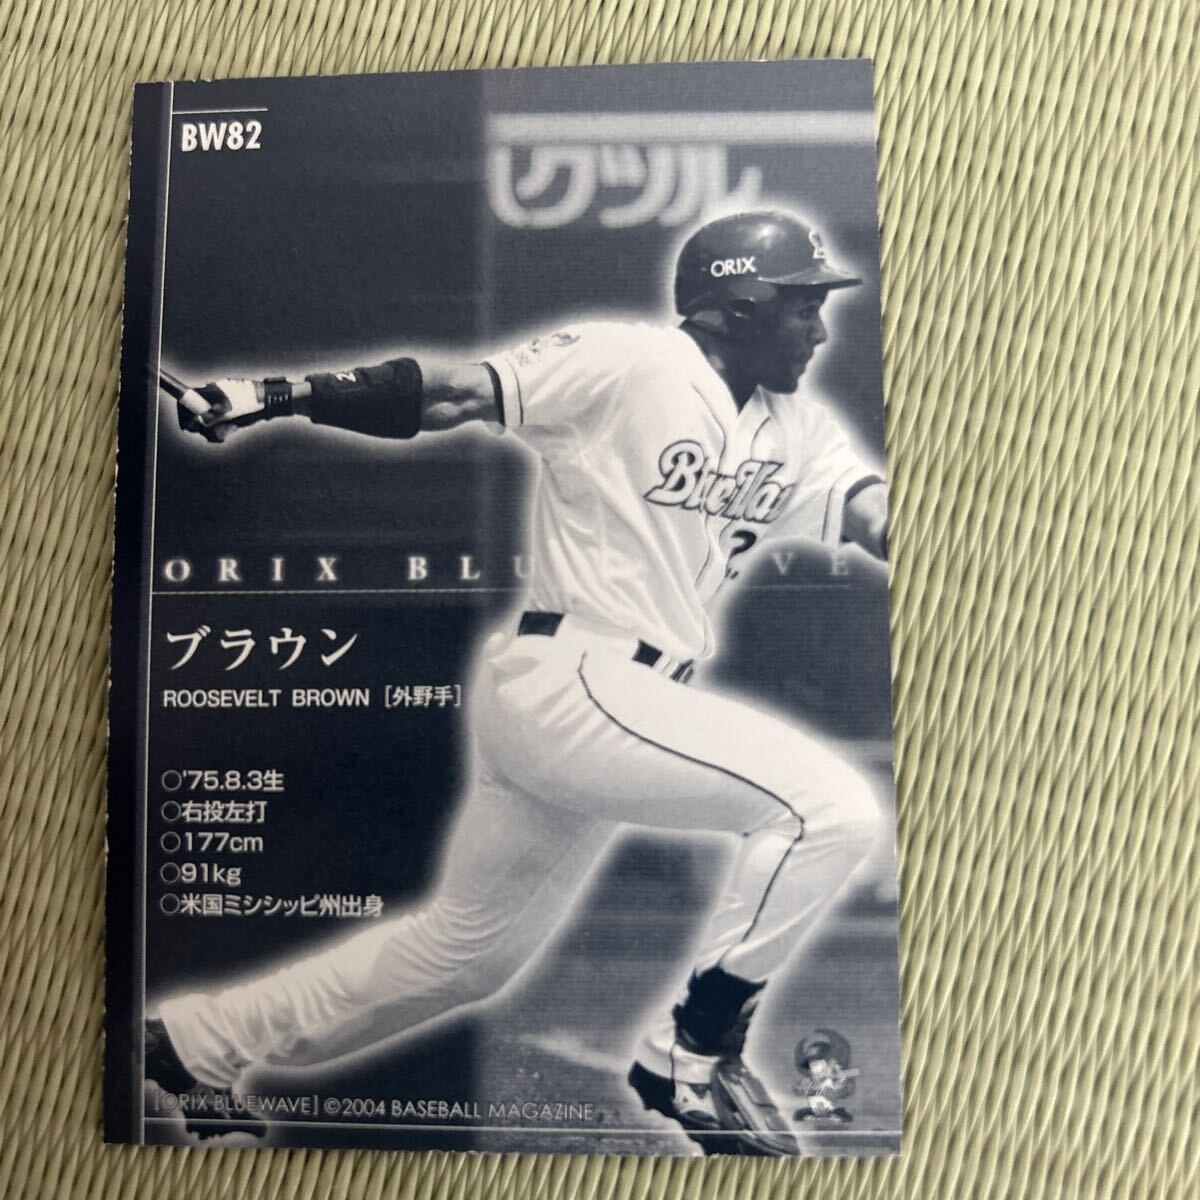 BW82
ORIX
ORIX BLU VE
ブラウン
ROOSEVELT BROWN [外野手]
○'75.8.3生
○右投左打
○177cm
○91kg
○米国ミシシッピ州出身
[ORIX BLUEWAVE] ©2004 BASEBALL MAGAZINE